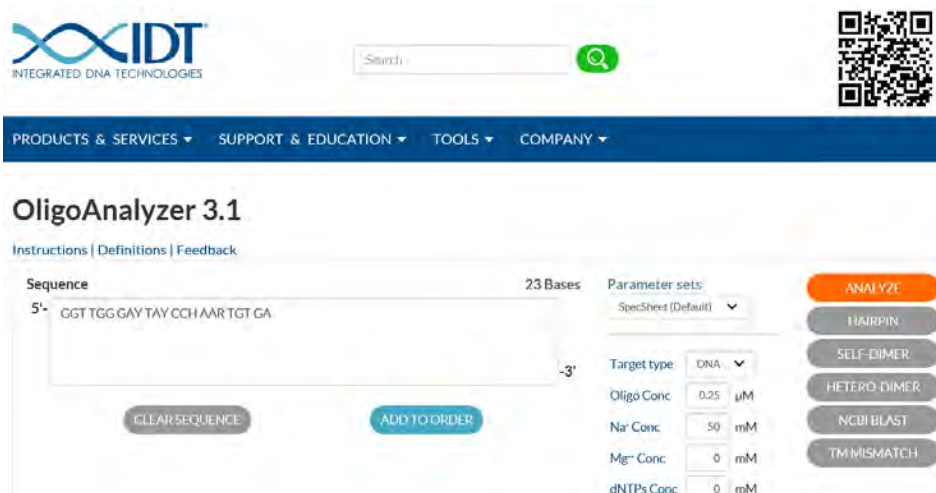 IDT
INTEGRATED DNA TECHNOLOGIES
Search
PRODUCTS & SERVICES SUPPORT & EDUCATION TOOLS COMPANY
OligoAnalyzer 3.1
Instructions | Definitions | Feedback
Sequence 23 Bases
5'- GGT TGG GAY TAY CCH AAR TGT GA
-3'
CLEAR SEQUENCE ADD TO ORDER
Parameter sets
SpecSheet (Default)
Target type DNA
Oligo Conc 0.25 µM
Na⁺ Conc 50 mM
Mg⁺⁺ Conc 0 mM
dNTPs Conc 0 mM
ANALYZE
HAIRPIN
SELF-DIMER
HETERO-DIMER
NCBI BLAST
TM MISMATCH